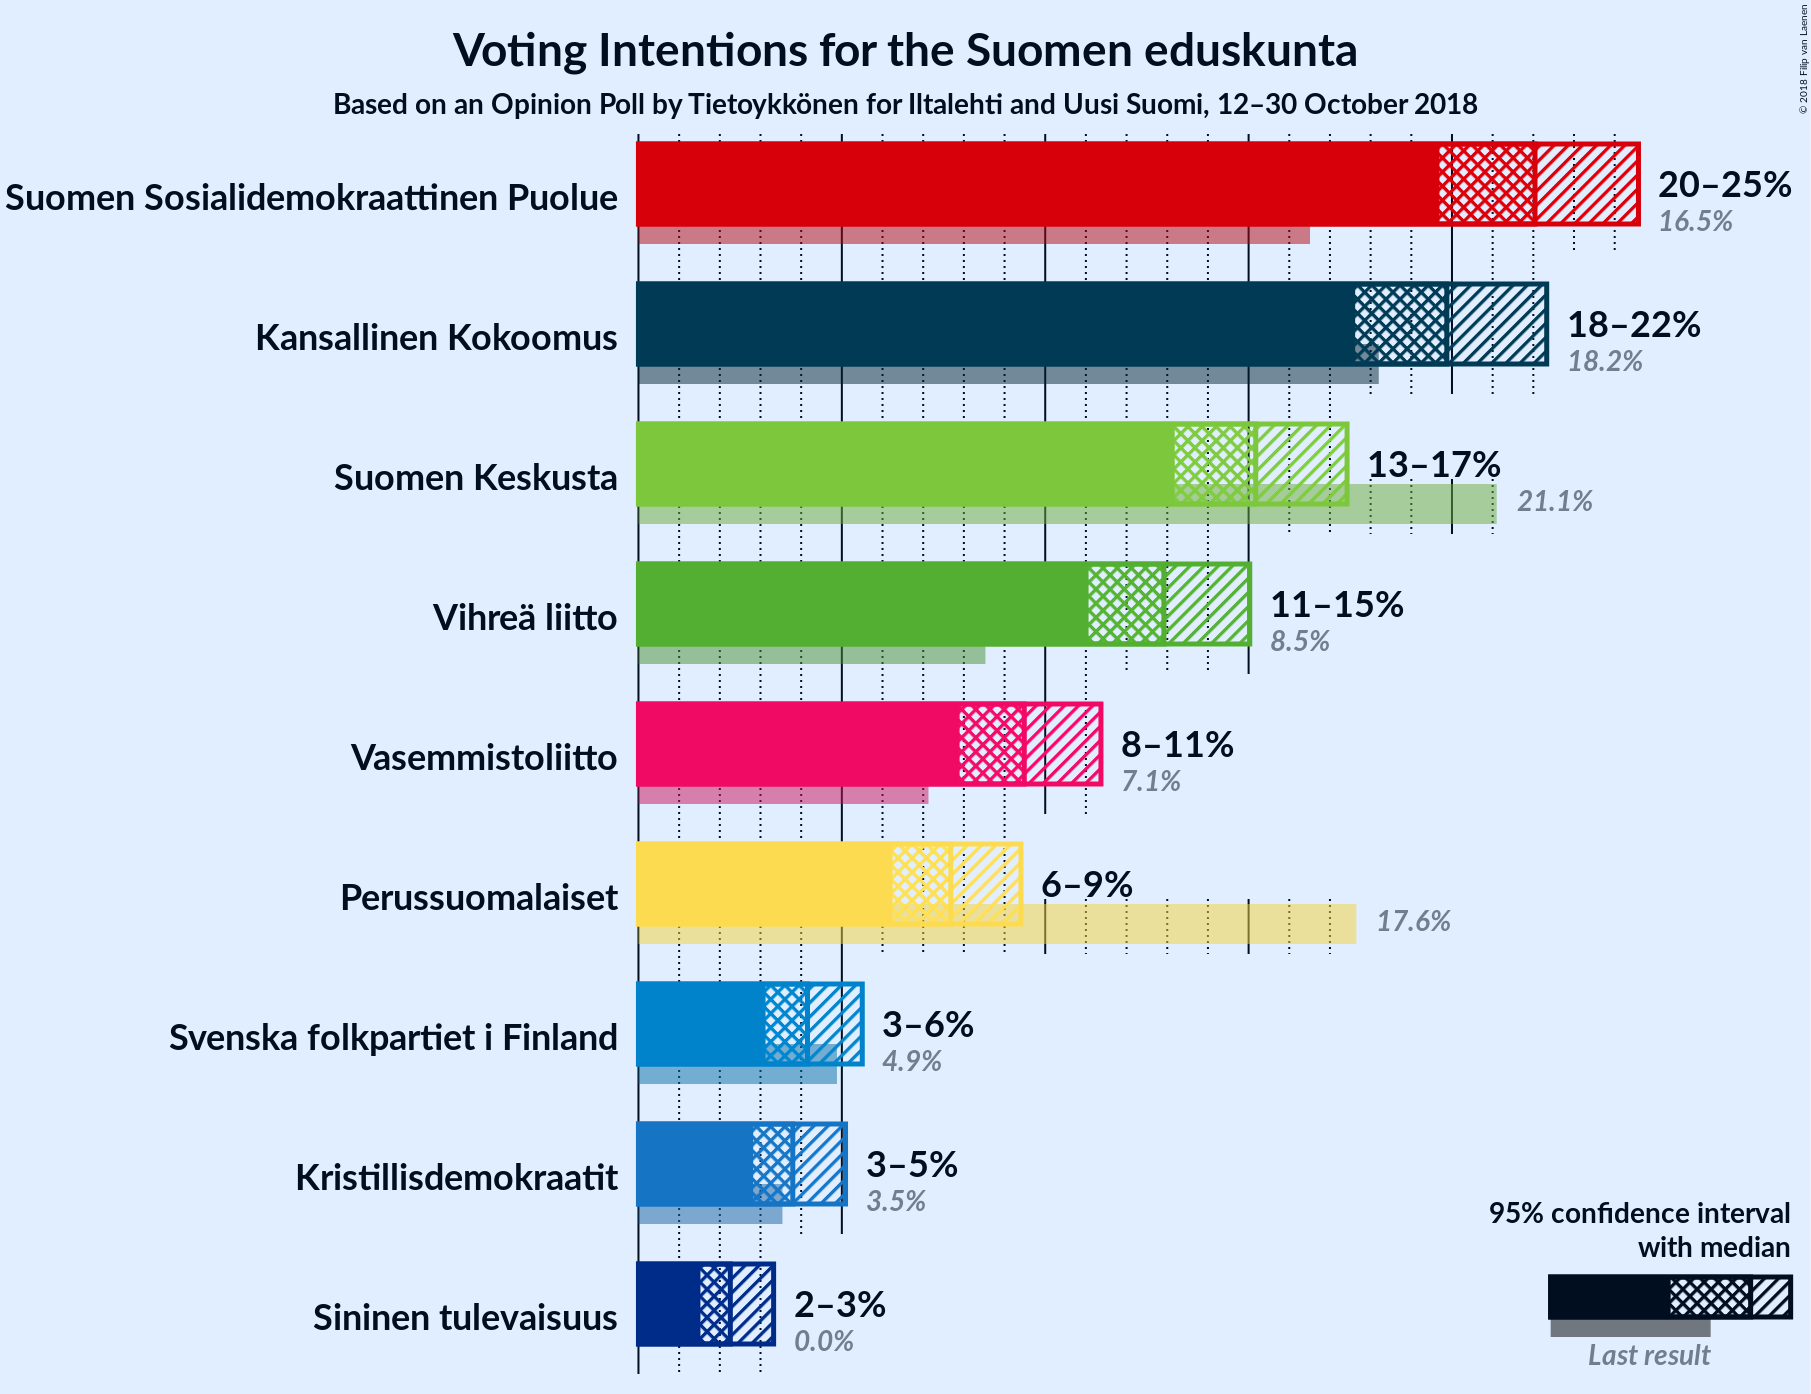 Voting Intentions for the Suomen eduskunta
Based on an Opinion Poll by Tietoykkönen for Iltalehti and Uusi Suomi, 12–30 October 2018
© 2018 Filip van Laenen
Suomen Sosialidemokraattinen Puolue
20–25%
16.5%
Kansallinen Kokoomus
18–22%
18.2%
Suomen Keskusta
13–17%
21.1%
Vihreä liitto
11–15%
8.5%
Vasemmistoliitto
8–11%
7.1%
Perussuomalaiset
6–9%
17.6%
Svenska folkpartiet i Finland
3–6%
4.9%
Kristillisdemokraatit
3–5%
3.5%
Sininen tulevaisuus
2–3%
0.0%
95% confidence interval
with median
Last result